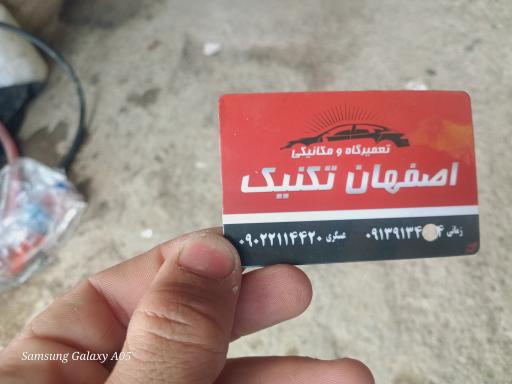 تعمیرگاه و مکانیکی
اصفهان تکنیک
زمانی
عسگری ۰۹۰۲۲۱۱۴۴۲۰
Samsung Galaxy A05